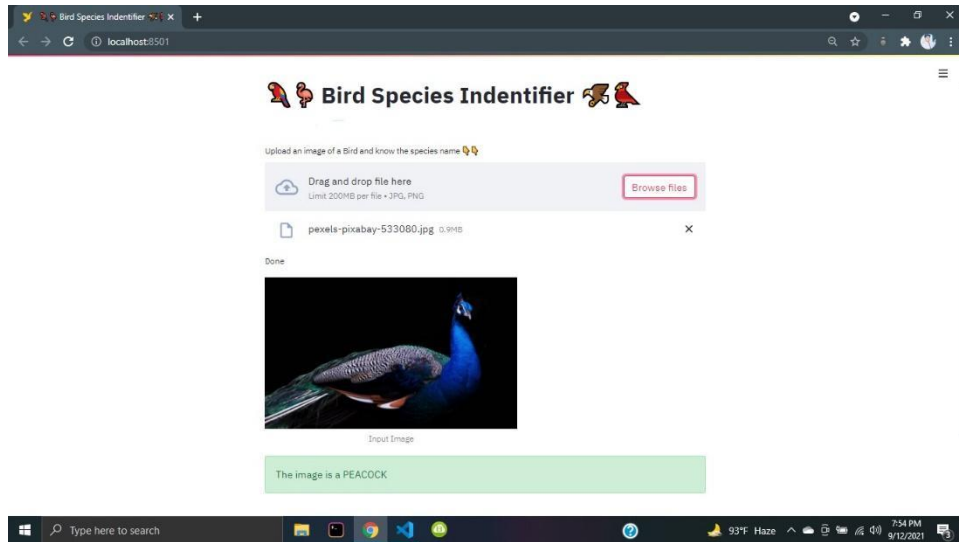 Bird Species Indentifier
localhost:8501
Bird Species Indentifier
Upload an image of a Bird and know the species name
Drag and drop file here
Limit 200MB per file • JPG, PNG
Browse files
pexels-pixabay-533080.jpg 0.9MB
Done
Input Image
The image is a PEACOCK
Type here to search
93°F Haze
7:54 PM
9/12/2021
3